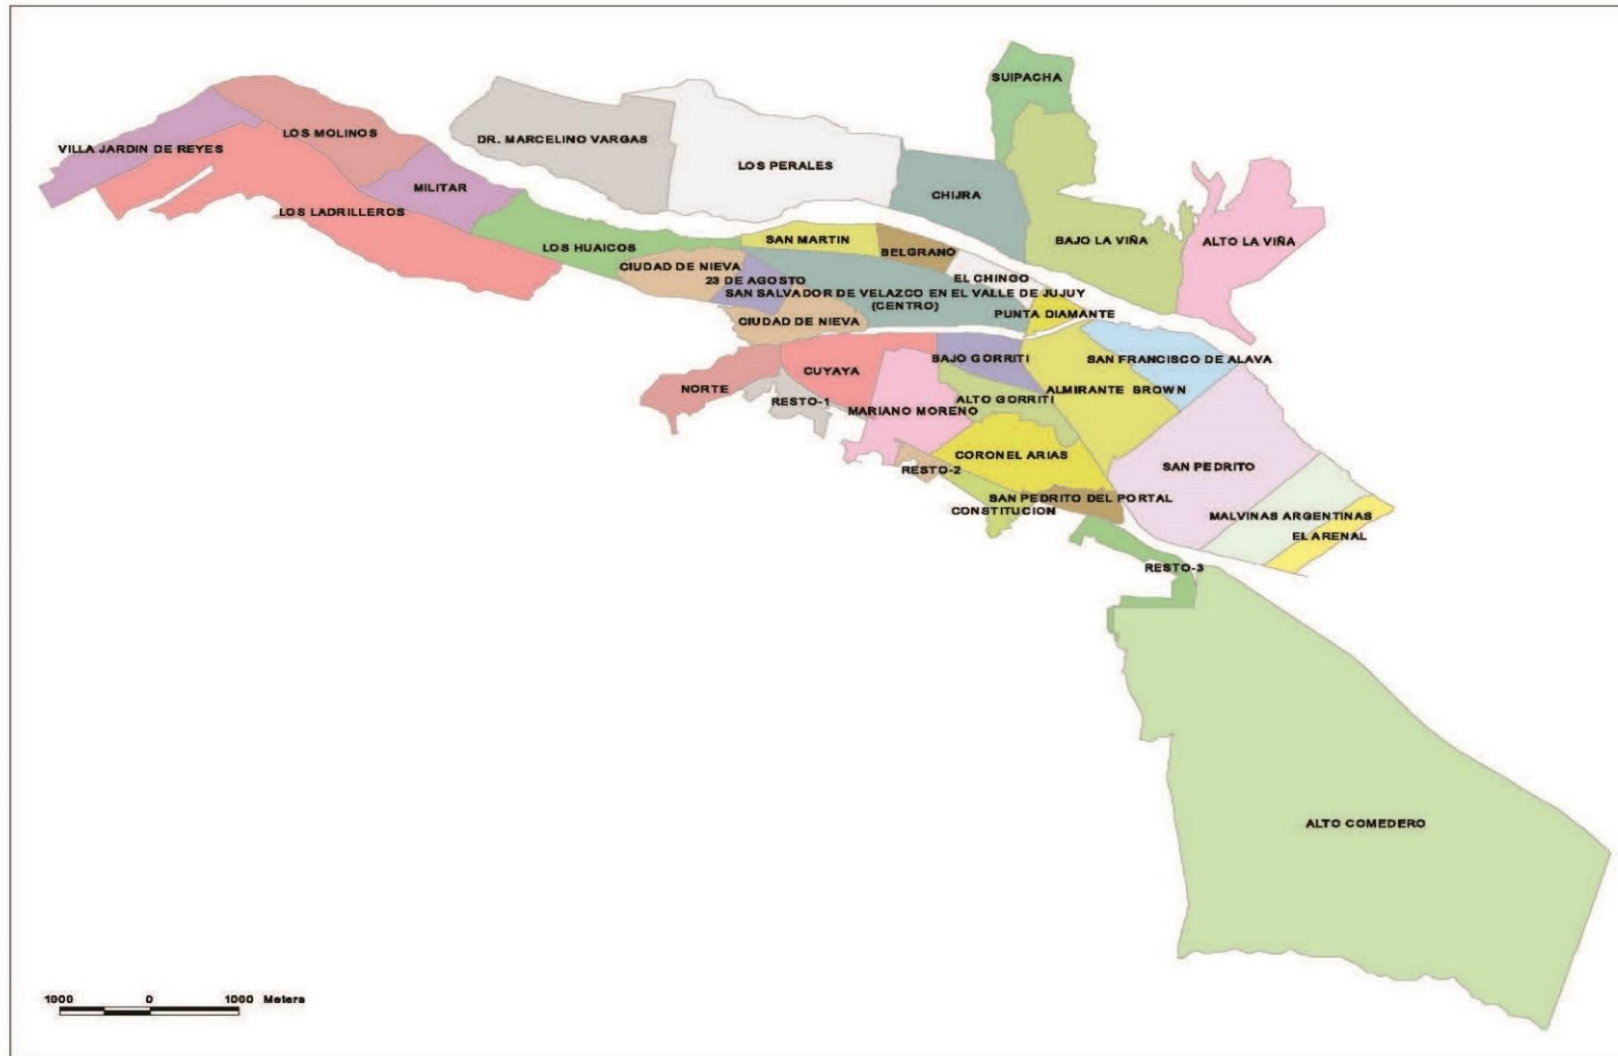 SUIPACHA
LOS MOLINOS
DR. MARCELINO VARGAS
VILLA JARDIN DE REYES
LOS PERALES
MILITAR
CHIJRA
LOS LADRILLEROS
SAN MARTIN
BAJO LA VIÑA
ALTO LA VIÑA
LOS HUAICOS
BELGRANO
CIUDAD DE NIEVA
23 DE AGOSTO
EL CHINGO
SAN SALVADOR DE VELAZCO EN EL VALLE DE JUJUY
(CENTRO)
PUNTA DIAMANTE
CIUDAD DE NIEVA
BAJO GORRITI
SAN FRANCISCO DE ALAVA
CUYAYA
NORTE
ALMIRANTE BROWN
RESTO-1
ALTO GORRITI
MARIANO MORENO
CORONEL ARIAS
SAN PEDRITO
RESTO-2
SAN PEDRITO DEL PORTAL
CONSTITUCION
MALVINAS ARGENTINAS
EL ARENAL
RESTO-3
ALTO COMEDERO
1000 0 1000 Meters